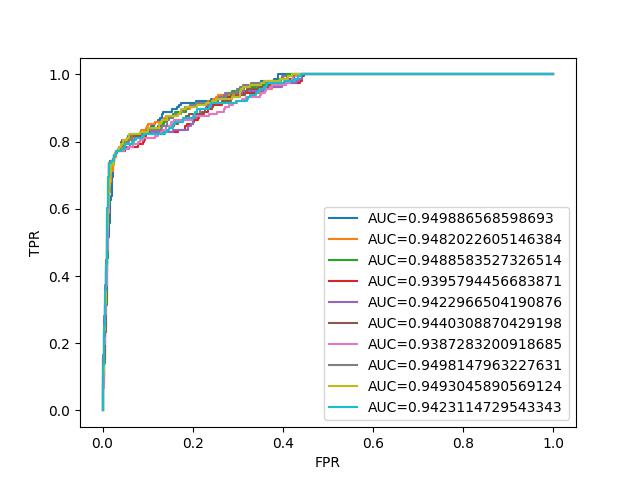 1.0
0.8
0.6
0.4
0.2
0.0
TPR
AUC=0.949886568598693
AUC=0.9482022605146384
AUC=0.9488583527326514
AUC=0.9395794456683871
AUC=0.9422966504190876
AUC=0.9440308870429198
AUC=0.9387283200918685
AUC=0.9498147963227631
AUC=0.9493045890569124
AUC=0.9423114729543343
0.0 0.2 0.4 0.6 0.8 1.0
FPR